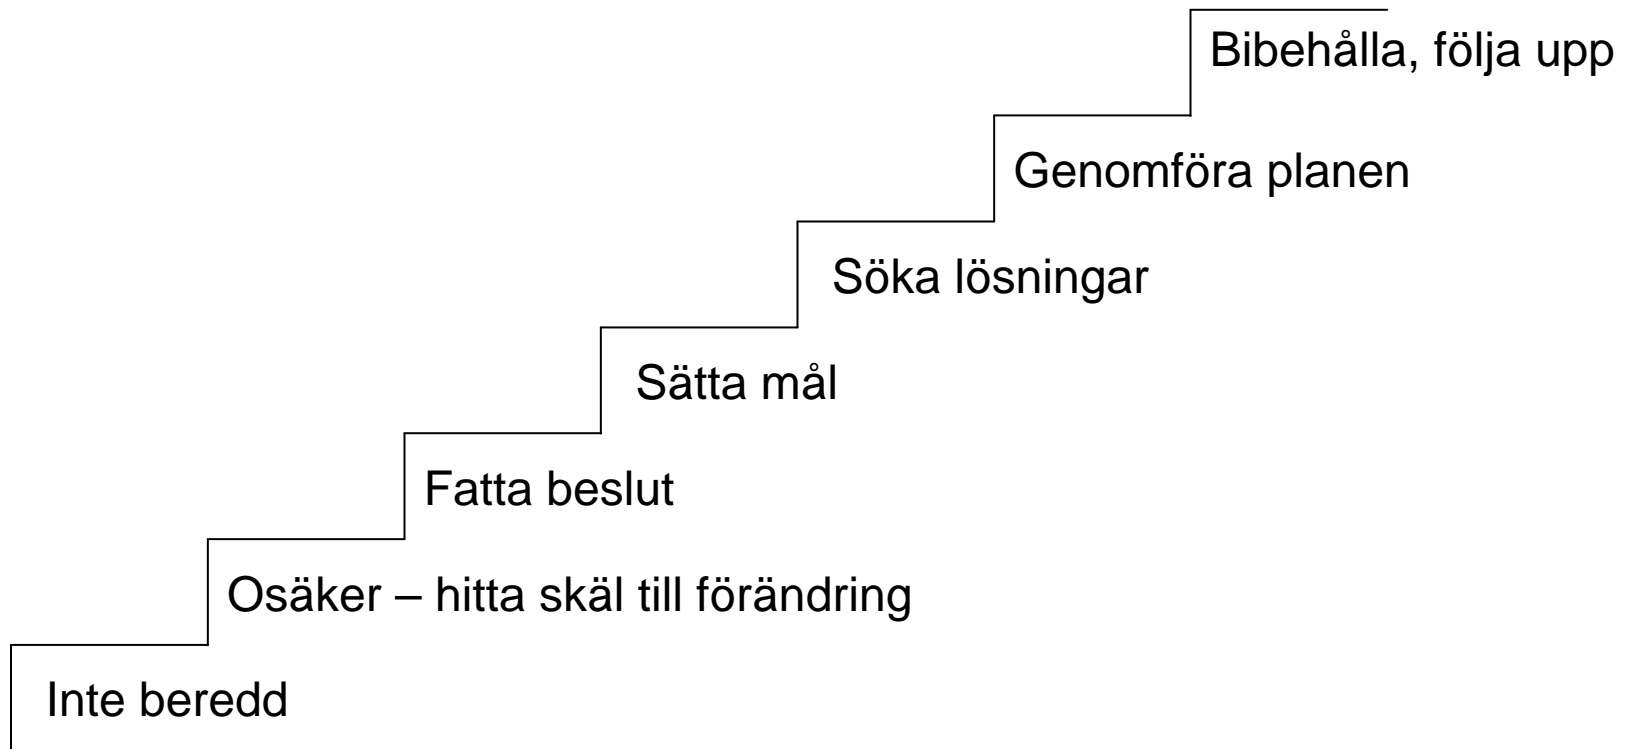 Bibehålla, följa upp
Genomföra planen
Söka lösningar
Sätta mål
Fatta beslut
Osäker – hitta skäl till förändring
Inte beredd